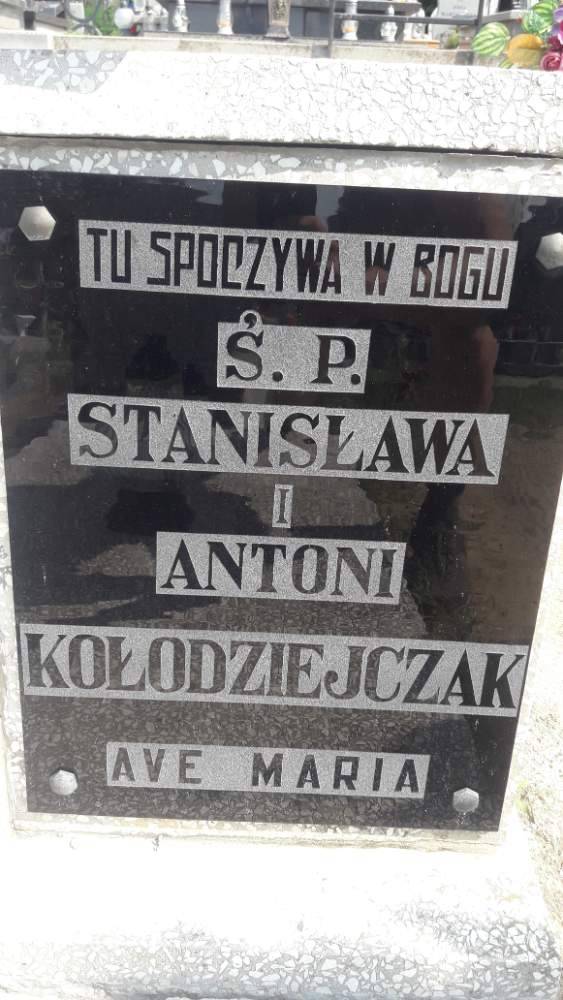 TU SPOCZYWA W BOGU
Ś. P.
STANISŁAWA
I
ANTONI
KOŁODZIEJCZAK
AVE MARIA